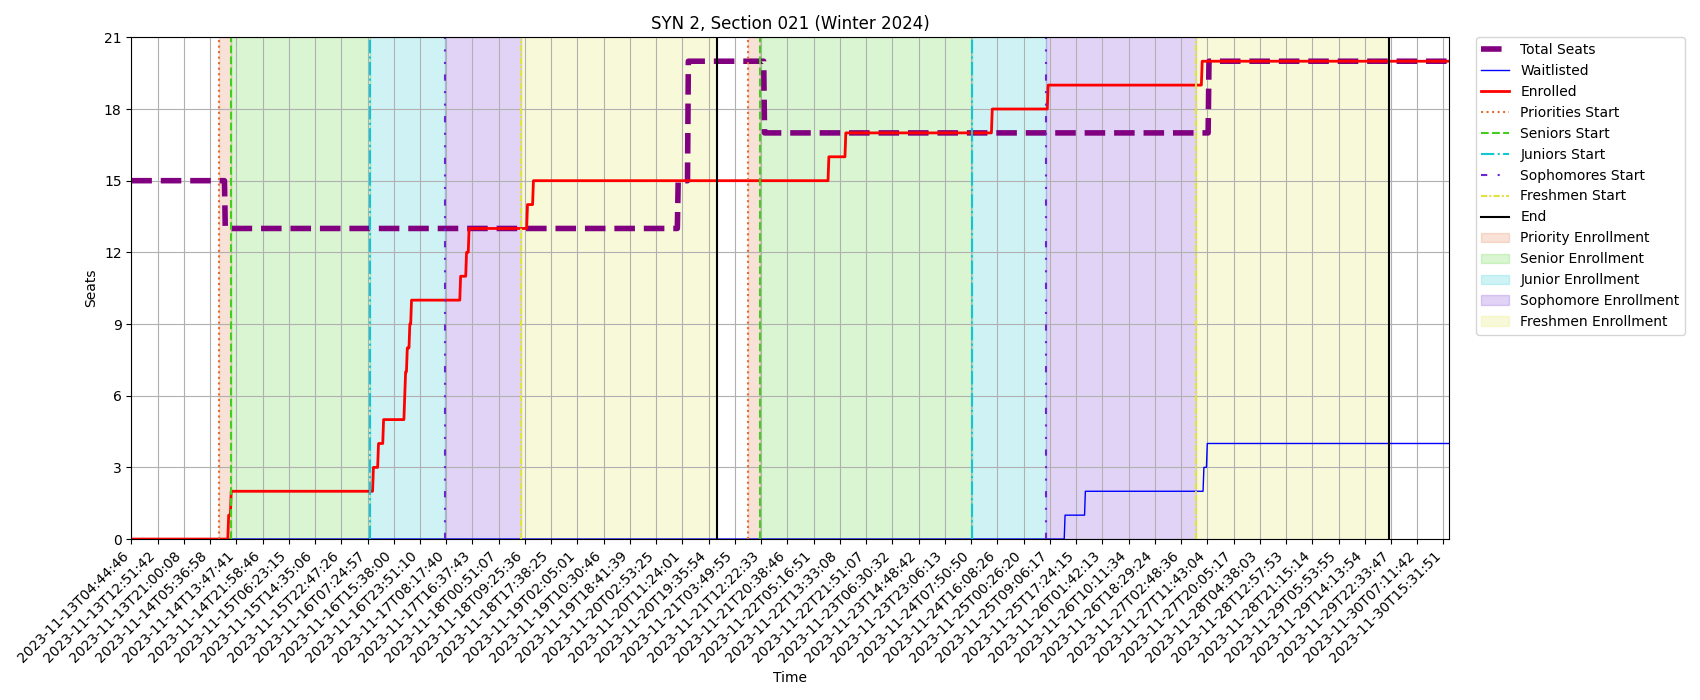 SYN 2, Section 021 (Winter 2024)
21
18
15
12
9
6
3
0
Seats
2023-11-13T04:44:46
2023-11-13T12:51:42
2023-11-13T21:00:08
2023-11-14T05:36:58
2023-11-14T13:47:41
2023-11-14T21:58:46
2023-11-15T06:23:15
2023-11-15T14:35:06
2023-11-15T22:47:26
2023-11-16T07:24:57
2023-11-16T15:38:00
2023-11-16T23:51:10
2023-11-17T08:17:40
2023-11-17T16:37:43
2023-11-18T00:51:07
2023-11-18T09:25:36
2023-11-18T17:38:25
2023-11-19T02:05:01
2023-11-19T10:30:46
2023-11-19T18:41:39
2023-11-20T02:53:25
2023-11-20T11:24:01
2023-11-20T19:35:54
2023-11-21T03:49:55
2023-11-21T12:22:33
2023-11-21T20:38:46
2023-11-22T05:16:51
2023-11-22T13:33:08
2023-11-22T21:51:07
2023-11-23T06:30:32
2023-11-23T14:48:42
2023-11-23T23:06:13
2023-11-24T07:50:50
2023-11-24T16:08:26
2023-11-25T00:26:20
2023-11-25T09:06:17
2023-11-25T17:24:15
2023-11-26T01:42:13
2023-11-26T10:11:34
2023-11-26T18:29:24
2023-11-27T02:48:36
2023-11-27T11:43:04
2023-11-27T20:05:17
2023-11-28T04:38:03
2023-11-28T12:57:53
2023-11-28T21:15:14
2023-11-29T05:53:55
2023-11-29T14:13:54
2023-11-29T22:33:47
2023-11-30T07:11:42
2023-11-30T15:31:51
Time
Total Seats
Waitlisted
Enrolled
Priorities Start
Seniors Start
Juniors Start
Sophomores Start
Freshmen Start
End
Priority Enrollment
Senior Enrollment
Junior Enrollment
Sophomore Enrollment
Freshmen Enrollment